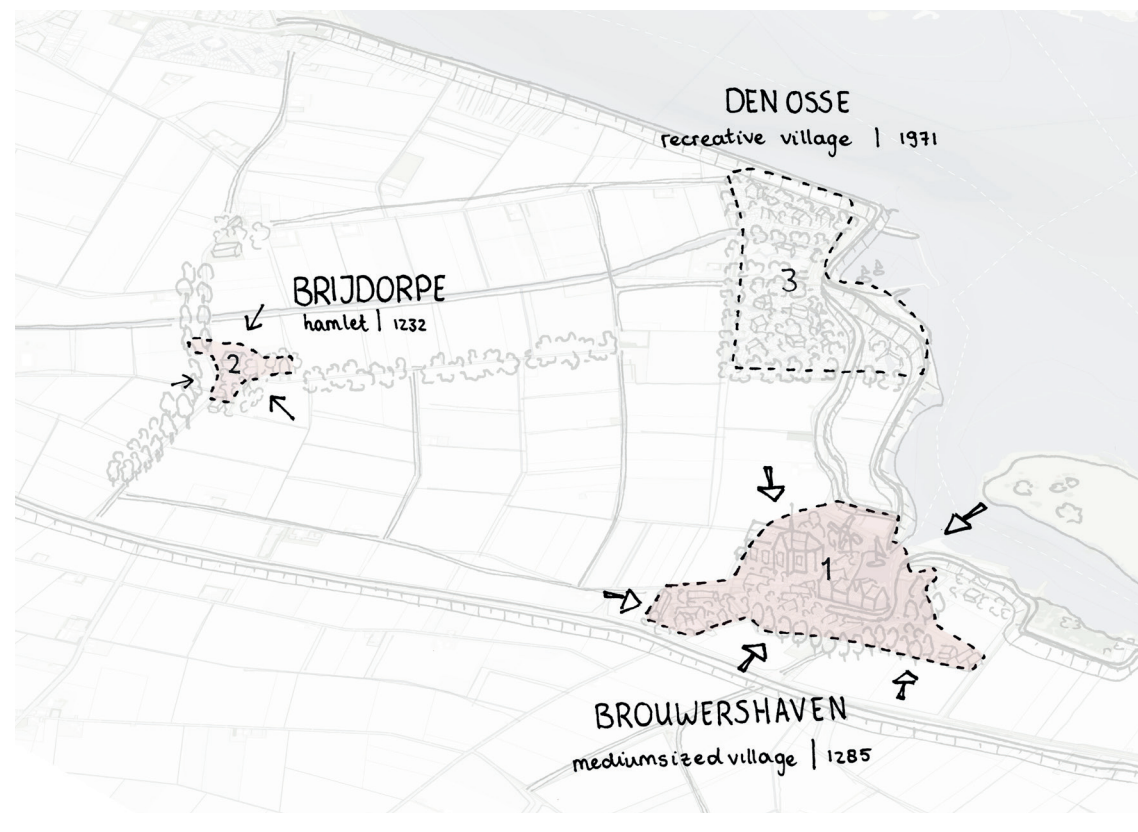 DEN OSSE
recreative village | 1971
3
BRIJDORPE
hamlet | 1232
2
1
BROUWERSHAVEN
mediumsized village | 1285